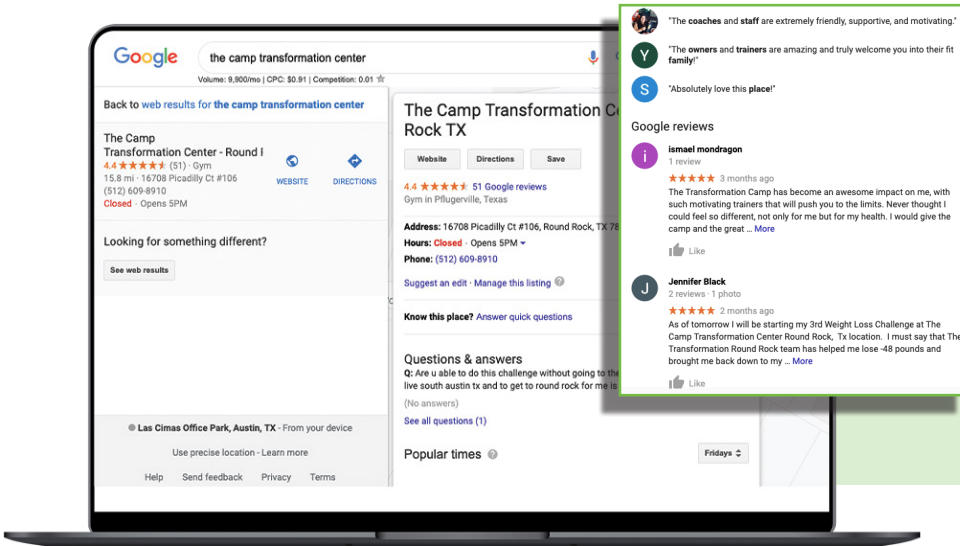 Google
the camp transformation center
Volume: 9,900/mo | CPC: $0.91 | Competition: 0.01
Back to web results for the camp transformation center
The Camp
Transformation Center - Round
4.4 (51) · Gym
15.8 mi · 16708 Picadilly Ct #106
(512) 609-8910
Closed · Opens 5PM
WEBSITE
DIRECTIONS
Looking for something different?
See web results
Las Cimas Office Park, Austin, TX - From your device
Use precise location - Learn more
Help Send feedback Privacy Terms
The Camp Transformation
Rock TX
Website Directions Save
4.4 51 Google reviews
Gym in Pflugerville, Texas
Address: 16708 Picadilly Ct #106, Round Rock, TX 78
Hours: Closed · Opens 5PM
Phone: (512) 609-8910
Suggest an edit · Manage this listing ?
Know this place? Answer quick questions
Questions & answers
Q: Are u able to do this challenge without going to the
live south austin tx and to get to round rock for me is
(No answers)
See all questions (1)
Popular times ?
Fridays
"The coaches and staff are extremely friendly, supportive, and motivating."
Y
"The owners and trainers are amazing and truly welcome you into their fit
family!"
S
"Absolutely love this place!"
Google reviews
i
ismael mondragon
1 review
3 months ago
The Transformation Camp has become an awesome impact on me, with
such motivating trainers that will push you to the limits. Never thought I
could feel so different, not only for me but for my health. I would give the
camp and the great ... More
Like
J
Jennifer Black
2 reviews · 1 photo
2 months ago
As of tomorrow I will be starting my 3rd Weight Loss Challenge at The
Camp Transformation Center Round Rock, Tx location. I must say that The
Transformation Round Rock team has helped me lose -48 pounds and
brought me back down to my ... More
Like